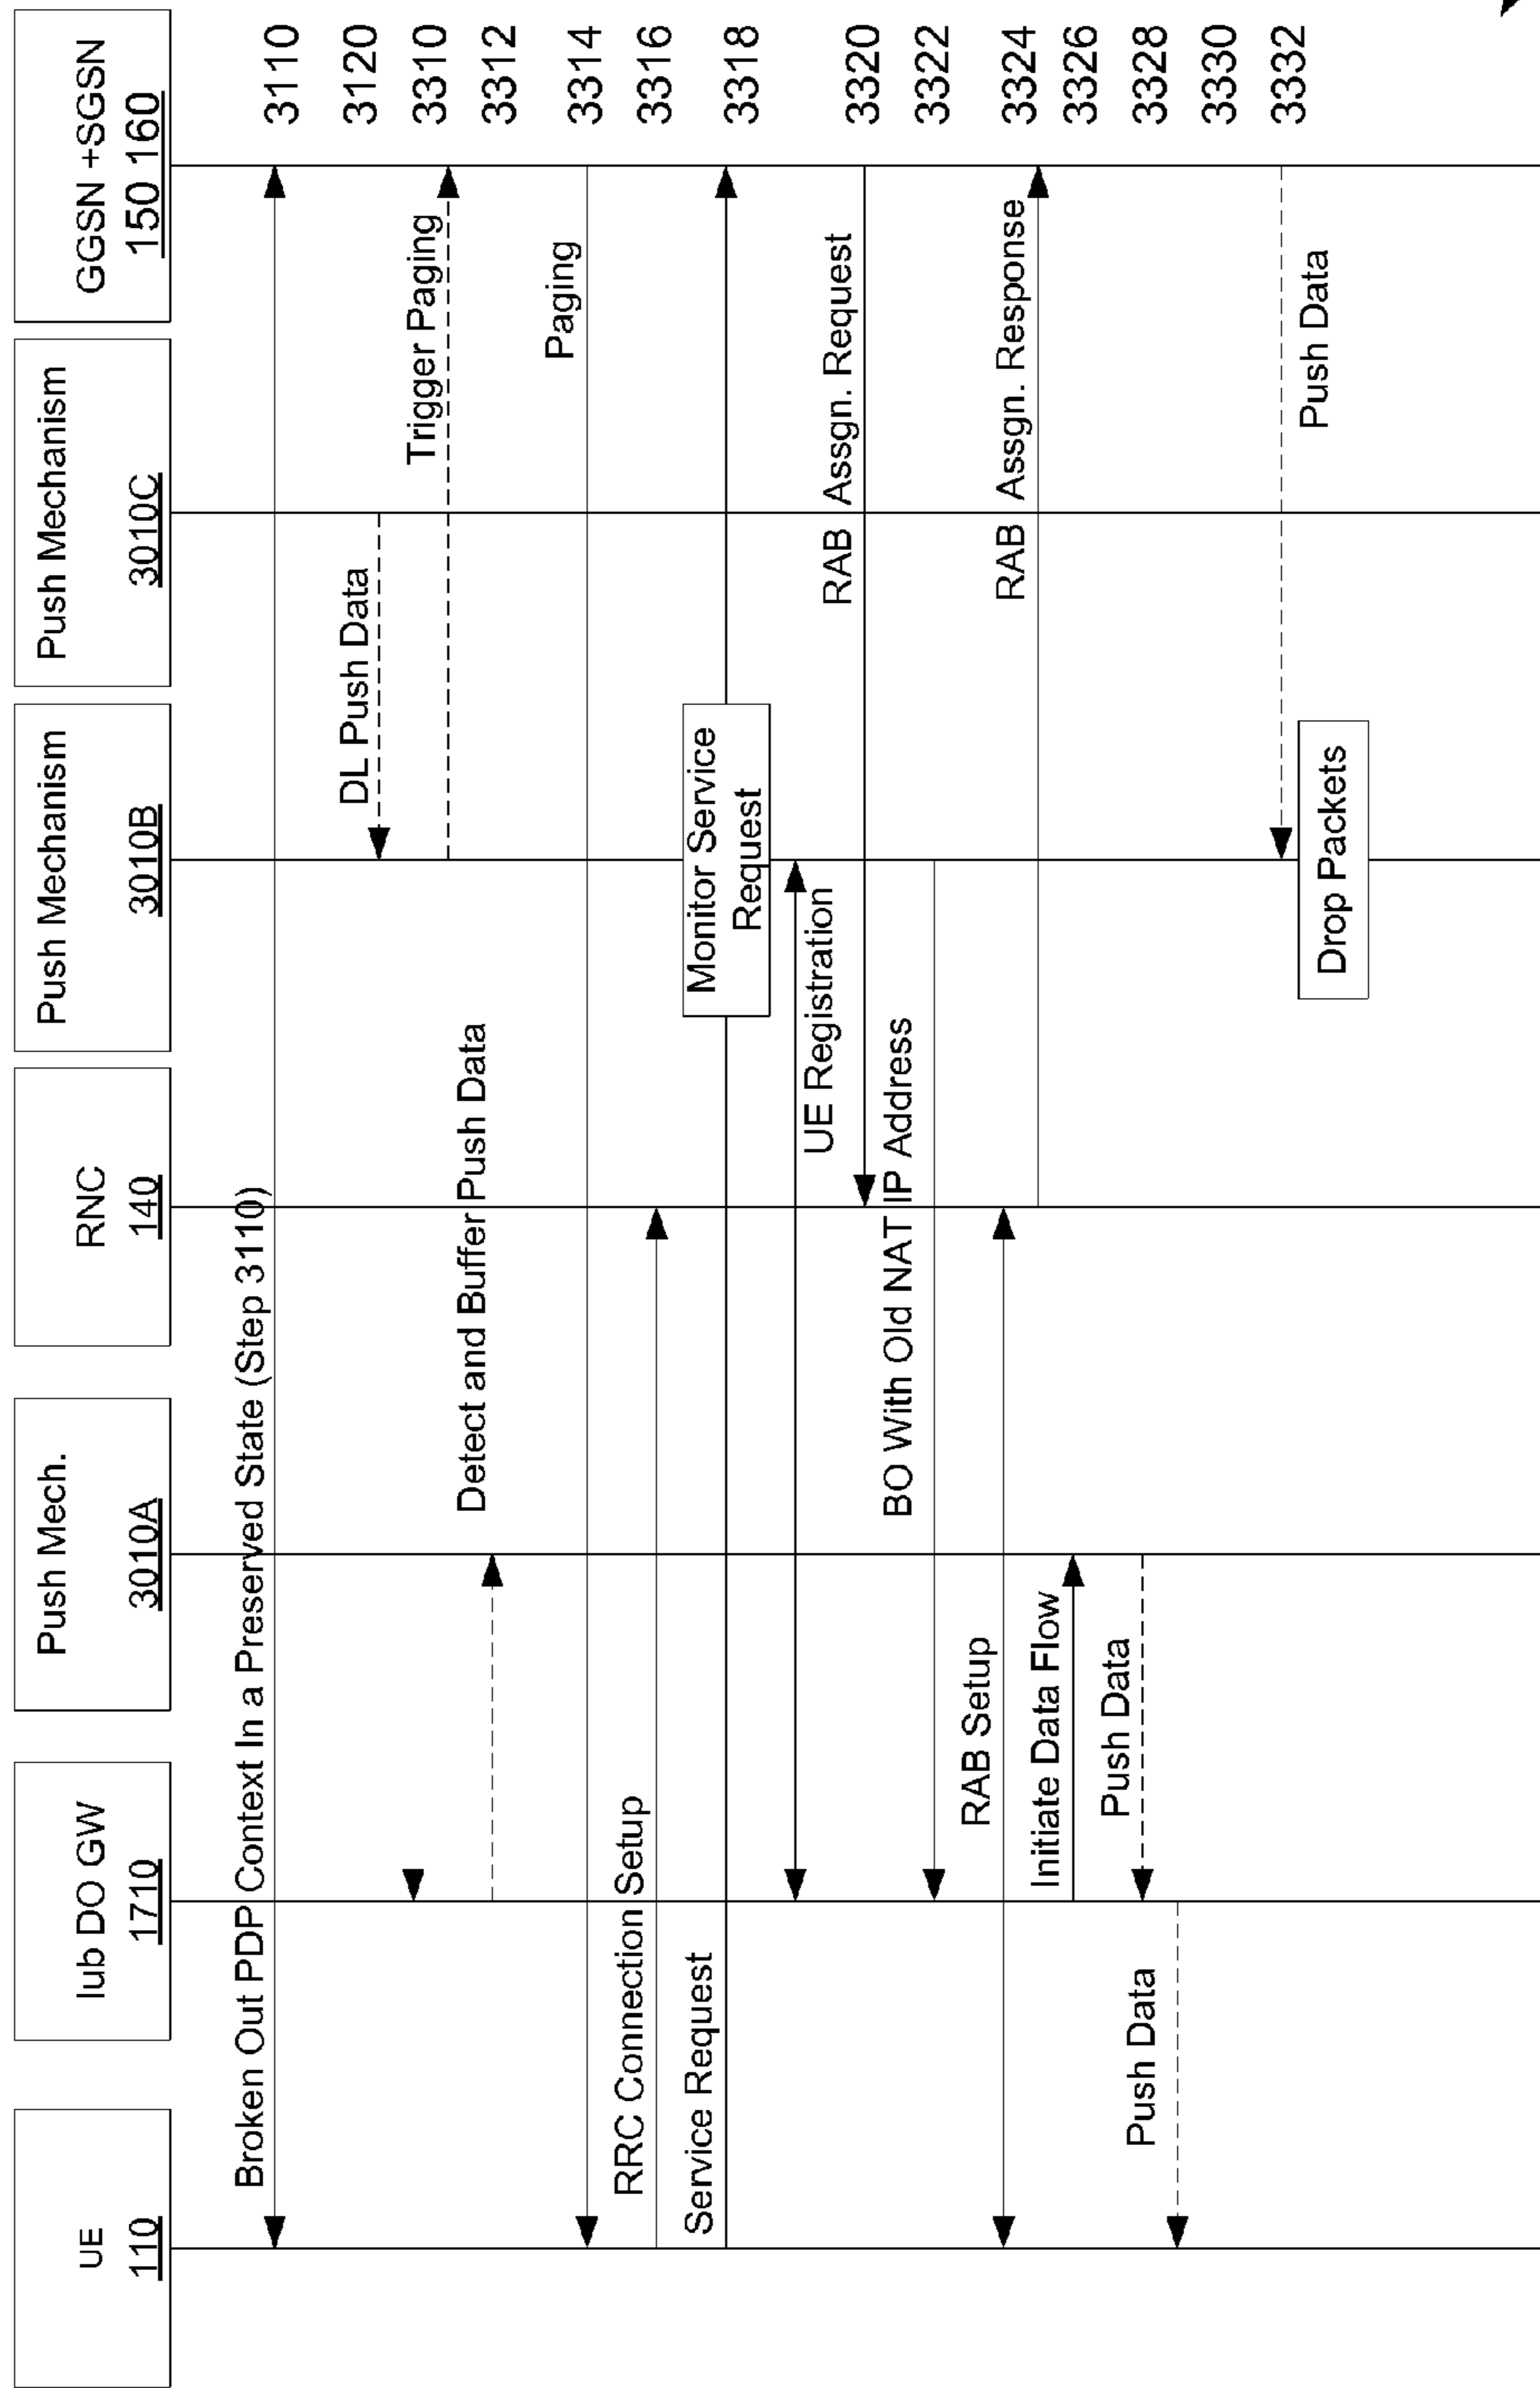 UE
110
Iub DO GW
1710
Push Mech.
3010A
RNC
140
Push Mechanism
3010B
Push Mechanism
3010C
GGSN +SGSN
150 160
Broken Out PDP Context In a Preserved State (Step 3110)
3110
DL Push Data
3120
Trigger Paging
3310
Detect and Buffer Push Data
3312
Paging
3314
RRC Connection Setup
3316
Service Request
Monitor Service
Request
3318
UE Registration
RAB Assgn. Request
3320
BO With Old NAT IP Address
3322
RAB Setup
RAB Assgn. Response
3324
Initiate Data Flow
3326
Push Data
3328
Push Data
3330
3332
Push Data
Drop Packets